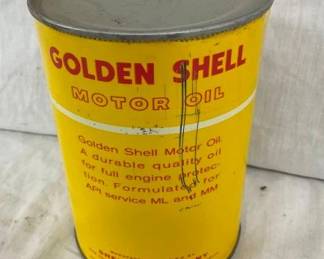 GOLDEN SHELL
MOTOR OIL
Golden Shell Motor Oil.
A durable quality oil
for full engine protec-
tion. Formulated for
API service ML and MM